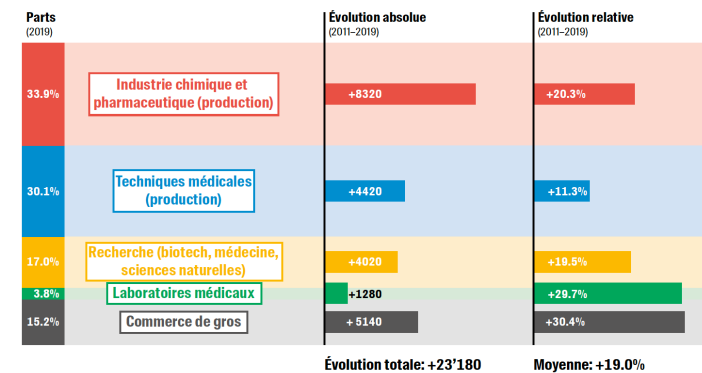 Parts
(2019)
Évolution absolue
(2011–2019)
Évolution relative
(2011–2019)
33.9%
Industrie chimique et
pharmaceutique (production)
+8320
+20.3%
30.1%
Techniques médicales
(production)
+4420
+11.3%
17.0%
Recherche (biotech, médecine,
sciences naturelles)
+4020
+19.5%
3.8%
Laboratoires médicaux
+1280
+29.7%
15.2%
Commerce de gros
+ 5140
+30.4%
Évolution totale: +23’180
Moyenne: +19.0%